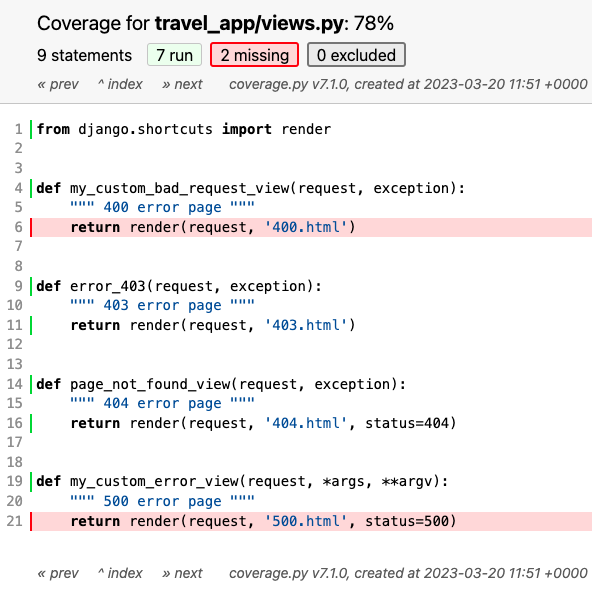 Coverage for travel_app/views.py: 78%
9 statements 7 run 2 missing 0 excluded
« prev ^ index » next coverage.py v7.1.0, created at 2023-03-20 11:51 +0000
1 from django.shortcuts import render
2
3
4 def my_custom_bad_request_view(request, exception):
5 """ 400 error page """
6 return render(request, '400.html')
7
8
9 def error_403(request, exception):
10 """ 403 error page """
11 return render(request, '403.html')
12
13
14 def page_not_found_view(request, exception):
15 """ 404 error page """
16 return render(request, '404.html', status=404)
17
18
19 def my_custom_error_view(request, *args, **argv):
20 """ 500 error page """
21 return render(request, '500.html', status=500)
« prev ^ index » next coverage.py v7.1.0, created at 2023-03-20 11:51 +0000